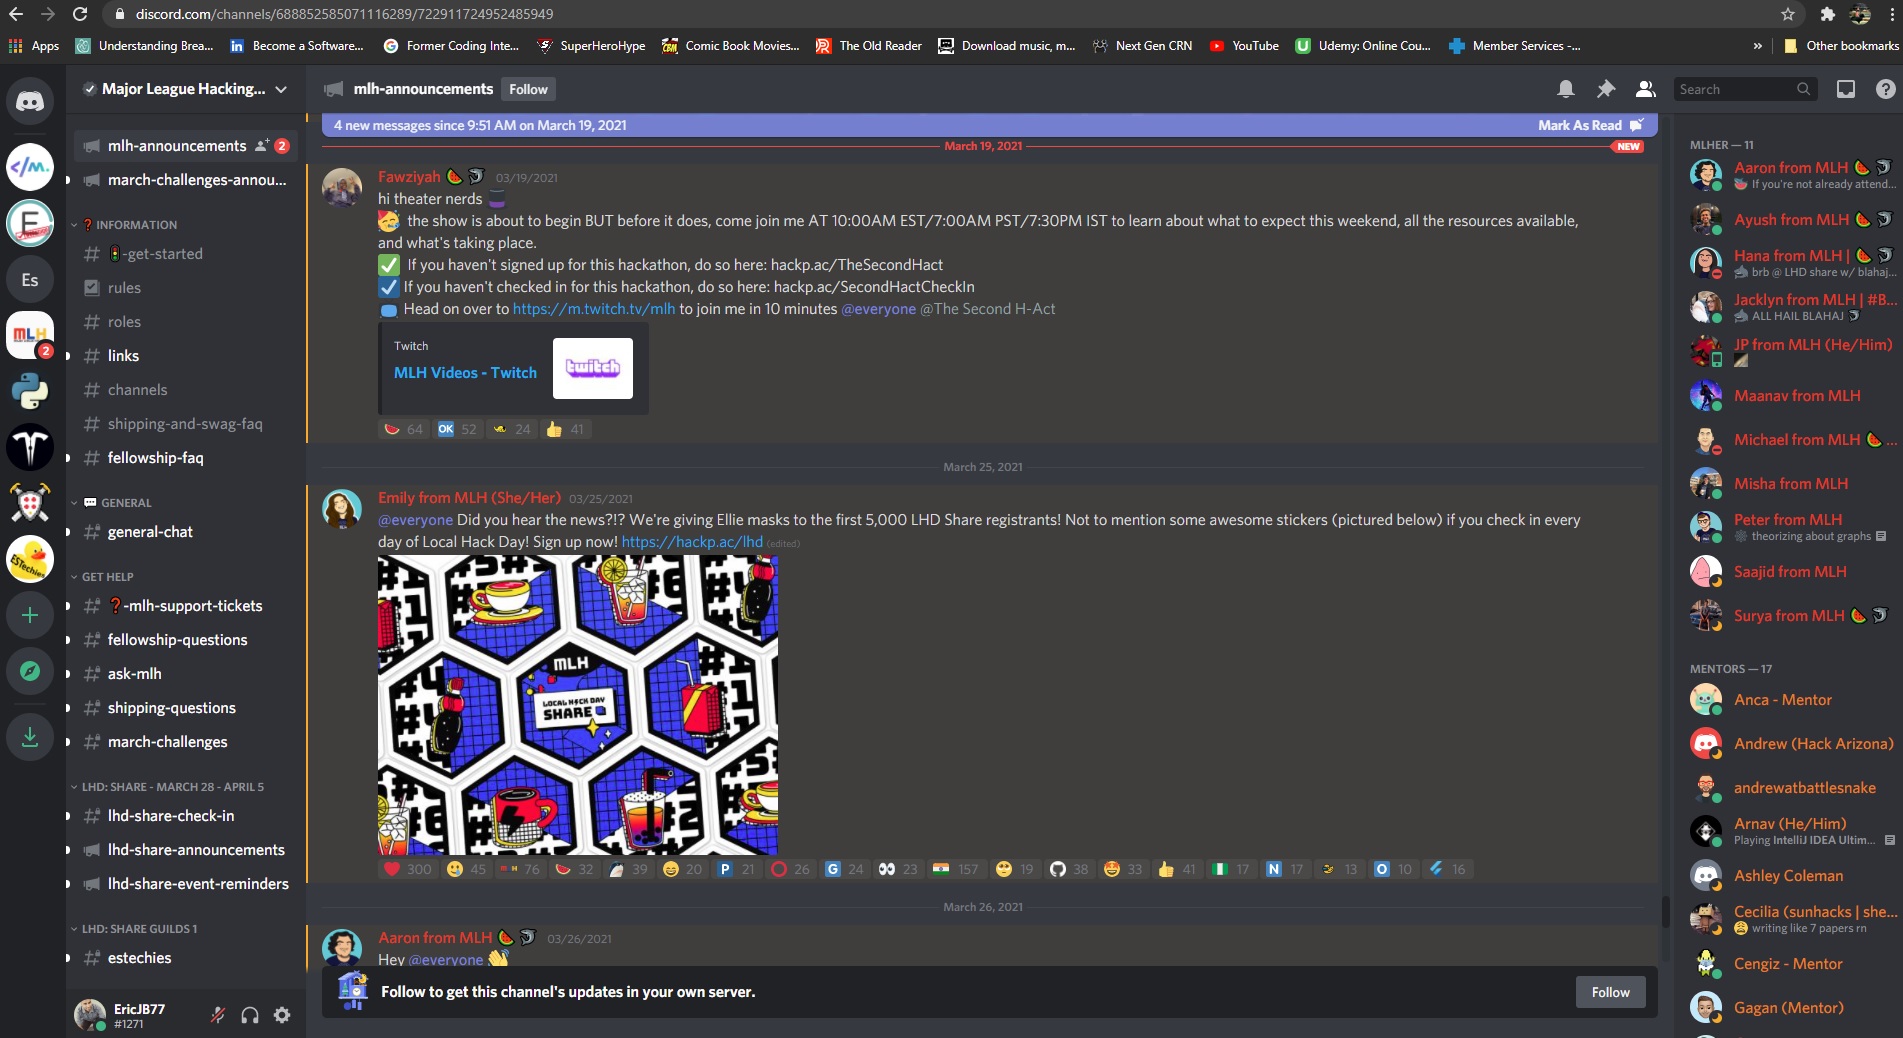 discord.com/channels/688852585071116289/722911724952485949
Apps
Understanding Brea...
Become a Software...
Former Coding Inte...
SuperHeroHype
Comic Book Movies...
The Old Reader
Download music, m...
Next Gen CRN
YouTube
Udemy: Online Cou...
Member Services -...
»
Other bookmarks
Major League Hacking...
mlh-announcements
2
march-challenges-annou...
INFORMATION
-get-started
rules
roles
links
channels
shipping-and-swag-faq
fellowship-faq
GENERAL
general-chat
GET HELP
-mlh-support-tickets
fellowship-questions
ask-mlh
shipping-questions
march-challenges
LHD: SHARE - MARCH 28 - APRIL 5
lhd-share-check-in
lhd-share-announcements
lhd-share-event-reminders
LHD: SHARE GUILDS 1
estechies
EricJB77
#1271
Es
MLH
2
ESTechies
mlh-announcements
Follow
Search
4 new messages since 9:51 AM on March 19, 2021
Mark As Read
March 19, 2021
NEW
Fawziyah 03/19/2021
hi theater nerds
the show is about to begin BUT before it does, come join me AT 10:00AM EST/7:00AM PST/7:30PM IST to learn about what to expect this weekend, all the resources available,
and what's taking place.
If you haven't signed up for this hackathon, do so here: hackp.ac/TheSecondHact
If you haven't checked in for this hackathon, do so here: hackp.ac/SecondHactCheckIn
Head on over to https://m.twitch.tv/mlh to join me in 10 minutes @everyone @The Second H-Act
Twitch
MLH Videos - Twitch
twitch
64 OK 52 24 41
March 25, 2021
Emily from MLH (She/Her) 03/25/2021
@everyone Did you hear the news?!? We're giving Ellie masks to the first 5,000 LHD Share registrants! Not to mention some awesome stickers (pictured below) if you check in every
day of Local Hack Day! Sign up now! https://hackp.ac/lhd (edited)
MLH
LOCAL HACK DAY
SHARE
300 45 76 32 39 20 P 21 26 G 24 23 157 19 38 33 41 17 N 17 13 O 10 16
March 26, 2021
Aaron from MLH 03/26/2021
Hey @everyone
Follow to get this channel's updates in your own server.
Follow
MLHER — 11
Aaron from MLH
If you're not already attend...
Ayush from MLH
Hana from MLH |
brb @ LHD share w/ blahaj...
Jacklyn from MLH | #B...
ALL HAIL BLAHAJ
JP from MLH (He/Him)
Maanav from MLH
Michael from MLH ...
Misha from MLH
Peter from MLH
theorizing about graphs
Saajid from MLH
Surya from MLH
MENTORS — 17
Anca - Mentor
Andrew (Hack Arizona)
andrewatbattlesnake
Arnav (He/Him)
Playing IntelliJ IDEA Ultim...
Ashley Coleman
Cecilia (sunhacks | she...
writing like 7 papers rn
Cengiz - Mentor
Gagan (Mentor)